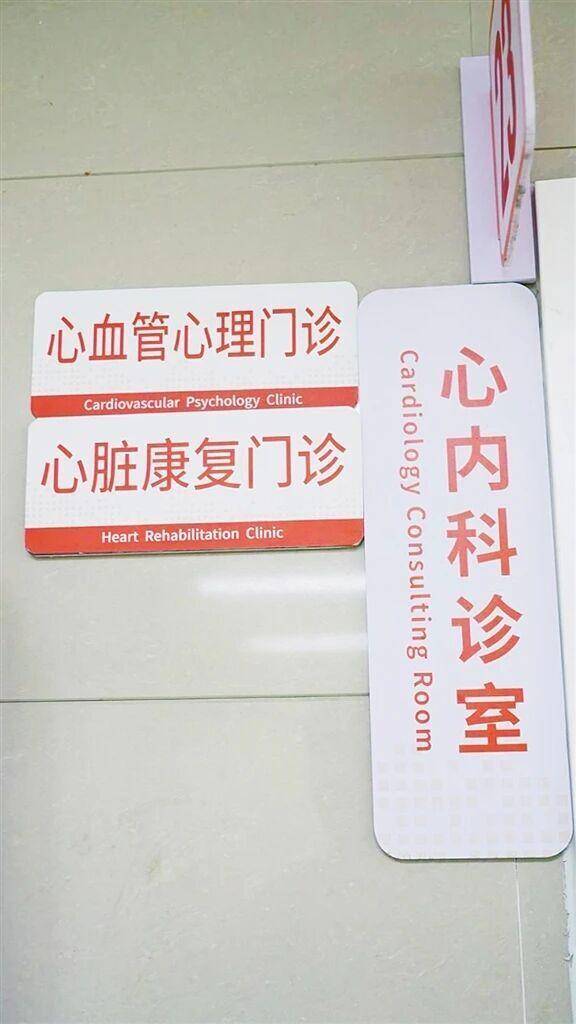 23
心血管心理门诊
Cardiovascular Psychology Clinic
心脏康复门诊
Heart Rehabilitation Clinic
心内科诊室
Cardiology Consulting Room